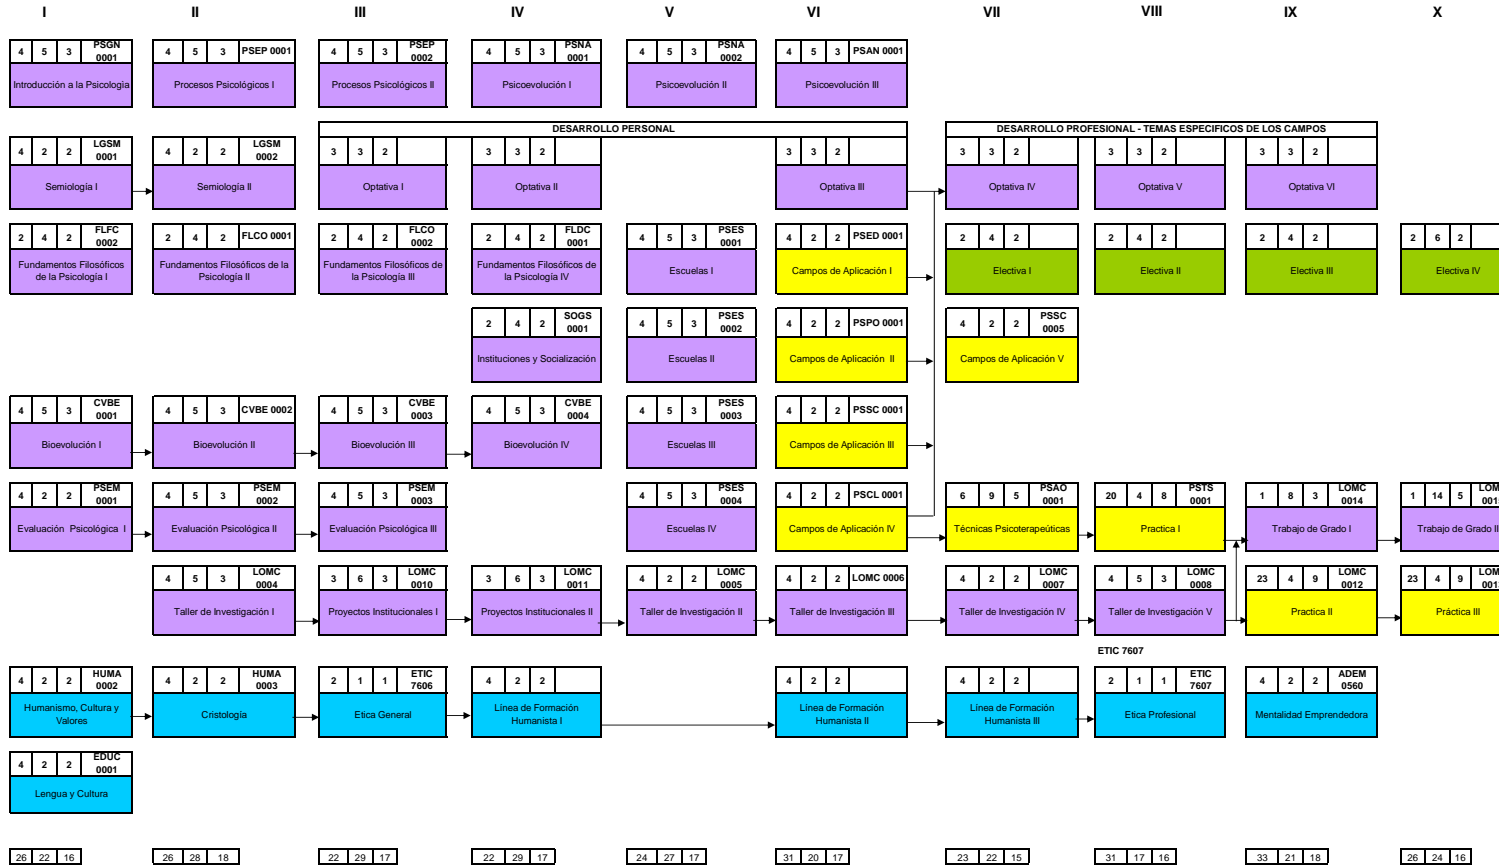 I II III IV V VI VII VIII IX X
4 5 3 PSGN 0001
Introducción a la Psicología
4 5 3 PSEP 0001
Procesos Psicológicos I
4 5 3 PSEP 0002
Procesos Psicológicos II
4 5 3 PSNA 0001
Psicoevolución I
4 5 3 PSNA 0002
Psicoevolución II
4 5 3 PSAN 0001
Psicoevolución III
DESARROLLO PERSONAL
DESARROLLO PROFESIONAL - TEMAS ESPECIFICOS DE LOS CAMPOS
4 2 2 LGSM 0001
Semiología I
4 2 2 LGSM 0002
Semiología II
3 3 2
Optativa I
3 3 2
Optativa II
3 3 2
Optativa III
3 3 2
Optativa IV
3 3 2
Optativa V
3 3 2
Optativa VI
2 4 2 FLFC 0002
Fundamentos Filosóficos
de la Psicología I
2 4 2 FLCO 0001
Fundamentos Filosóficos de la
Psicología II
2 4 2 FLCO 0002
Fundamentos Filosóficos de
la Psicología III
2 4 2 FLDC 0001
Fundamentos Filosóficos de
la Psicología IV
4 5 3 PSES 0001
Escuelas I
4 2 2 PSED 0001
Campos de Aplicación I
2 4 2
Electiva I
2 4 2
Electiva II
2 4 2
Electiva III
2 6 2
Electiva IV
2 4 2 SOGS 0001
Instituciones y Socialización
4 5 3 PSES 0002
Escuelas II
4 2 2 PSPO 0001
Campos de Aplicación II
4 2 2 PSSC 0005
Campos de Aplicación V
4 5 3 CVBE 0001
Bioevolución I
4 5 3 CVBE 0002
Bioevolución II
4 5 3 CVBE 0003
Bioevolución III
4 5 3 CVBE 0004
Bioevolución IV
4 5 3 PSES 0003
Escuelas III
4 2 2 PSSC 0001
Campos de Aplicación III
4 2 2 PSEM 0001
Evaluación Psicológica I
4 5 3 PSEM 0002
Evaluación Psicológica II
4 5 3 PSEM 0003
Evaluación Psicológica III
4 5 3 PSES 0004
Escuelas IV
4 2 2 PSCL 0001
Campos de Aplicación IV
6 9 5 PSAO 0001
Técnicas Psicoterapeúticas
20 4 8 PSTS 0001
Practica I
1 8 3 LOMC 0014
Trabajo de Grado I
1 14 5
Trabajo de Grado II
4 5 3 LOMC 0004
Taller de Investigación I
3 6 3 LOMC 0010
Proyectos Institucionales I
3 6 3 LOMC 0011
Proyectos Institucionales II
4 2 2 LOMC 0005
Taller de Investigación II
4 2 2 LOMC 0006
Taller de Investigación III
4 2 2 LOMC 0007
Taller de Investigación IV
4 5 3 LOMC 0008
Taller de Investigación V
23 4 9 LOMC 0012
Practica II
23 4 9
Práctica III
ETIC 7607
4 2 2 HUMA 0002
Humanismo, Cultura y
Valores
4 2 2 HUMA 0003
Cristología
2 1 1 ETIC 7606
Etica General
4 2 2
Línea de Formación
Humanista I
4 2 2
Línea de Formación
Humanista II
4 2 2
Línea de Formación
Humanista III
2 1 1 ETIC 7607
Etica Profesional
4 2 2 ADEM 0560
Mentalidad Emprendedora
4 2 2 EDUC 0001
Lengua y Cultura
26 22 16 26 28 18 22 29 17 22 29 17 24 27 17 31 20 17 23 22 15 31 17 16 33 21 18 26 24 16